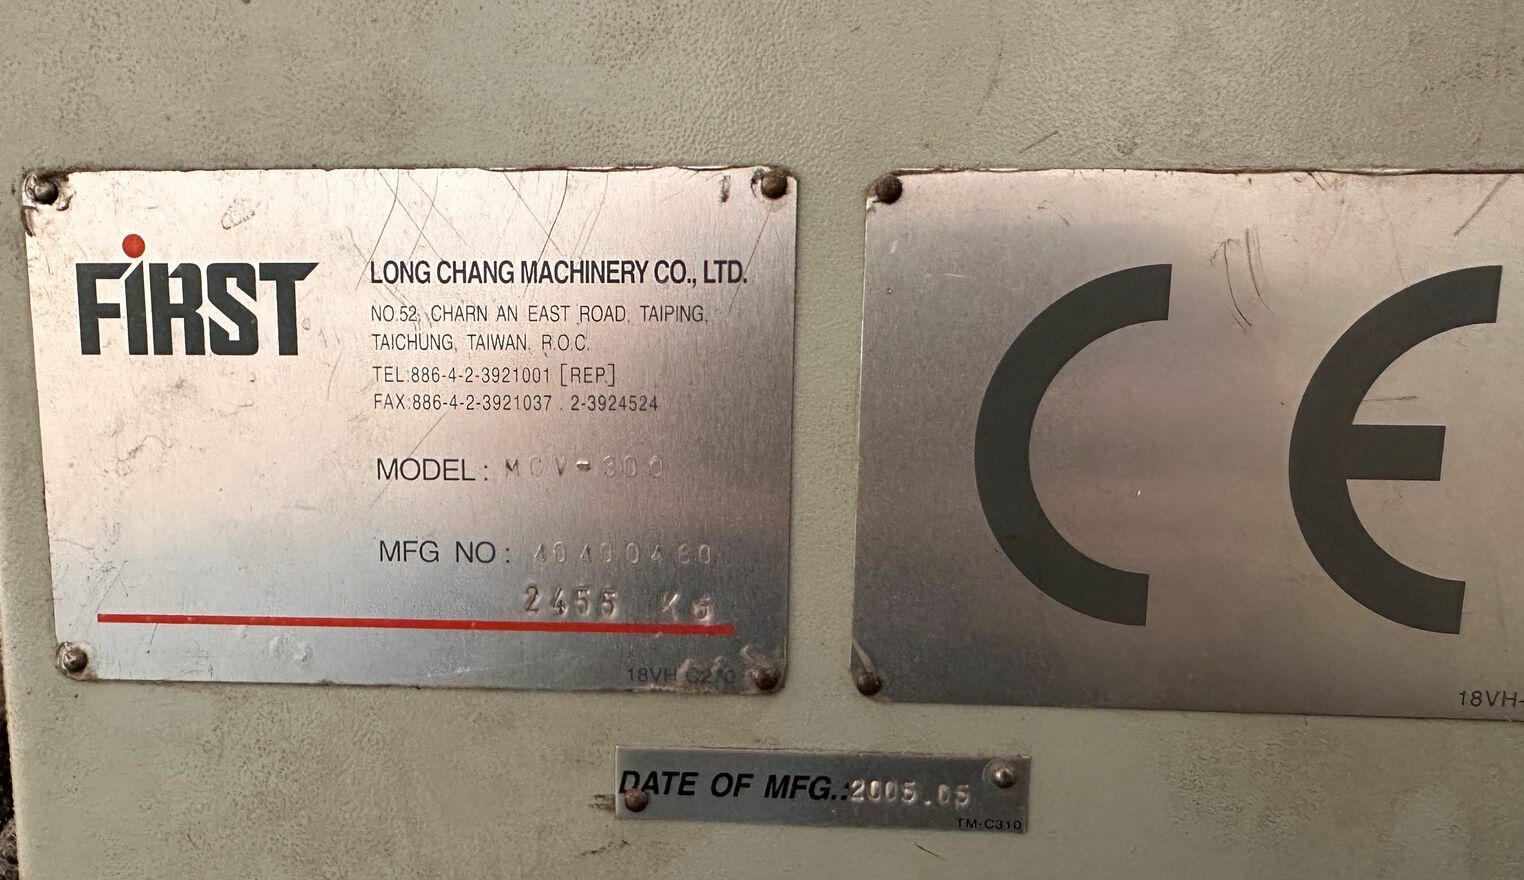 FiRST
LONG CHANG MACHINERY CO., LTD.
NO.52, CHARN AN EAST ROAD, TAIPING,
TAICHUNG, TAIWAN, R.O.C.
TEL:886-4-2-3921001 [REP.]
FAX:886-4-2-3921037 . 2-3924524
MODEL: MCV-300
MFG NO:
2455 KG
CE
DATE OF MFG.:2005.05
TM-C310